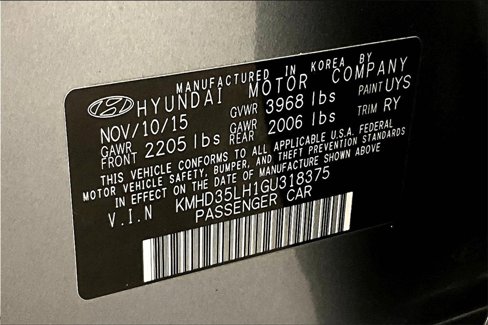 MANUFACTURED IN KOREA BY
HYUNDAI MOTOR COMPANY
NOV/10/15 GVWR 3968 lbs PAINT UYS
GAWR FRONT 2205 lbs GAWR REAR 2006 lbs TRIM RY
THIS VEHICLE CONFORMS TO ALL APPLICABLE U.S.A. FEDERAL
MOTOR VEHICLE SAFETY, BUMPER, AND THEFT PREVENTION STANDARDS
IN EFFECT ON THE DATE OF MANUFACTURE SHOWN ABOVE
V.I.N KMHD35LH1GU318375
PASSENGER CAR